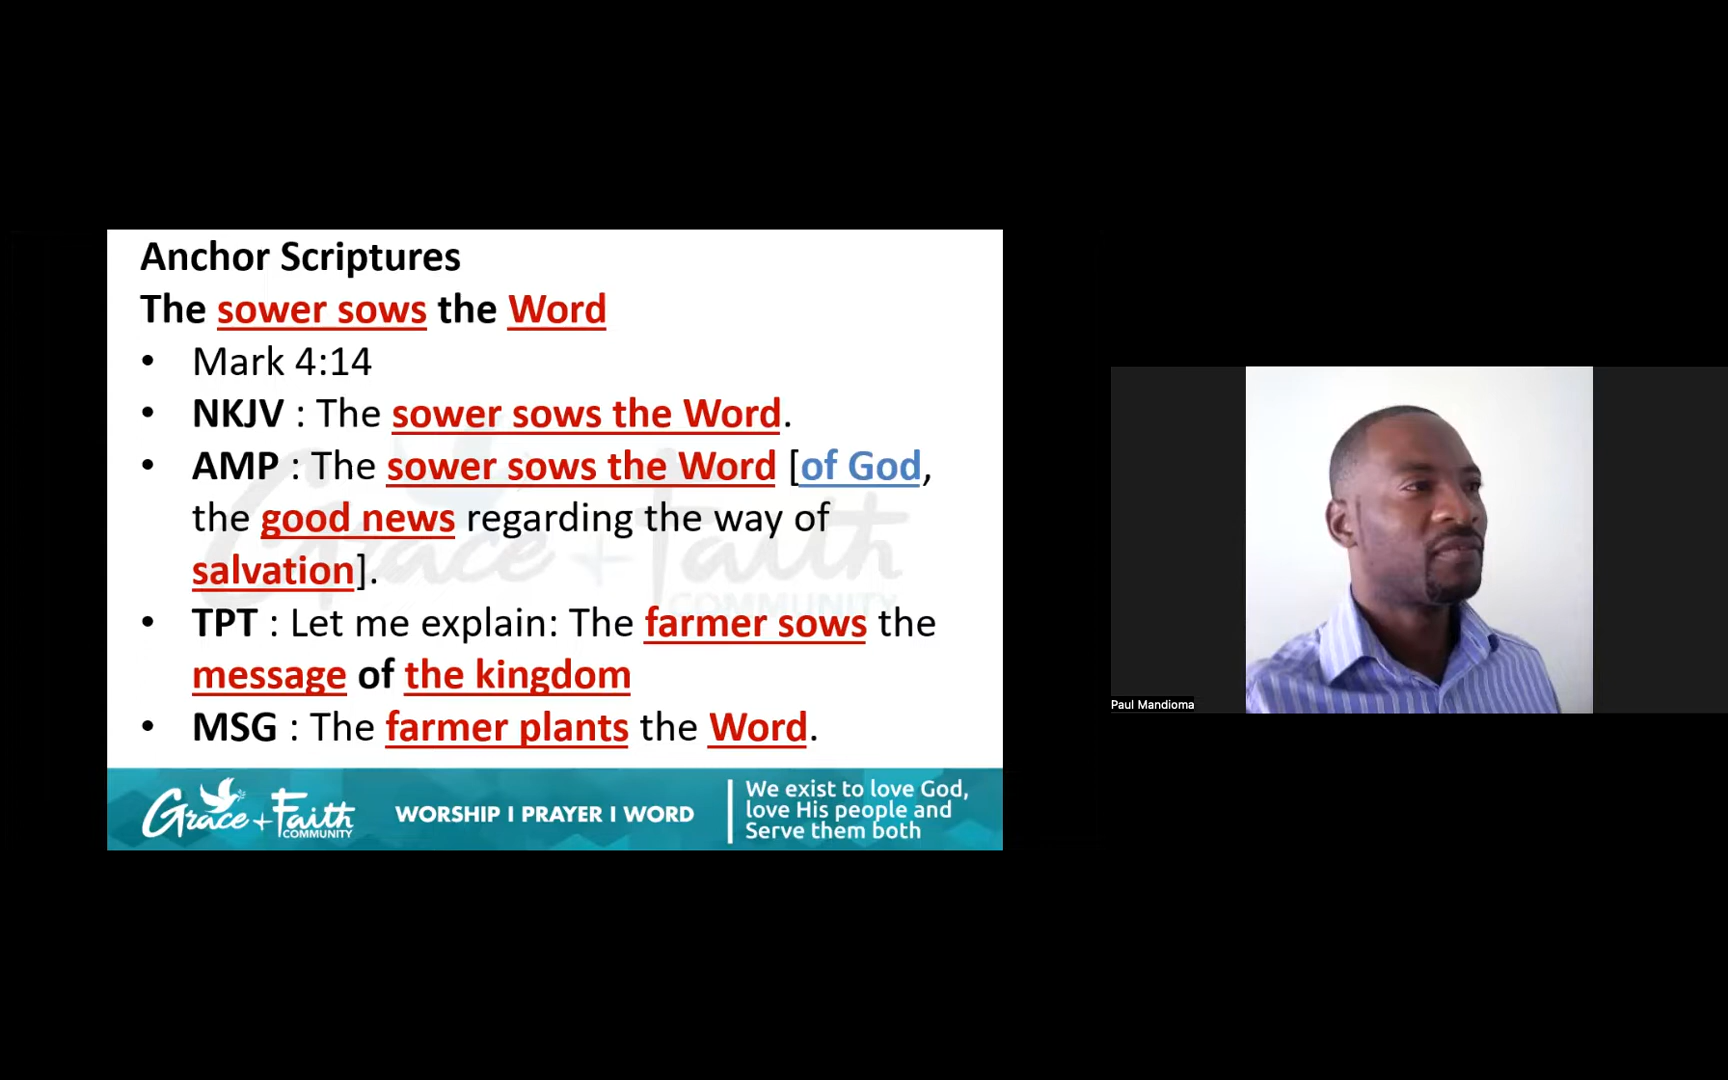 Anchor Scriptures
The sower sows the Word
• Mark 4:14
• NKJV : The sower sows the Word.
• AMP : The sower sows the Word [of God,
the good news regarding the way of
salvation].
• TPT : Let me explain: The farmer sows the
message of the kingdom
• MSG : The farmer plants the Word.
Grace + Faith
COMMUNITY
Grace + Faith
COMMUNITY
WORSHIP I PRAYER I WORD
We exist to love God,
love His people and
Serve them both
Paul Mandioma